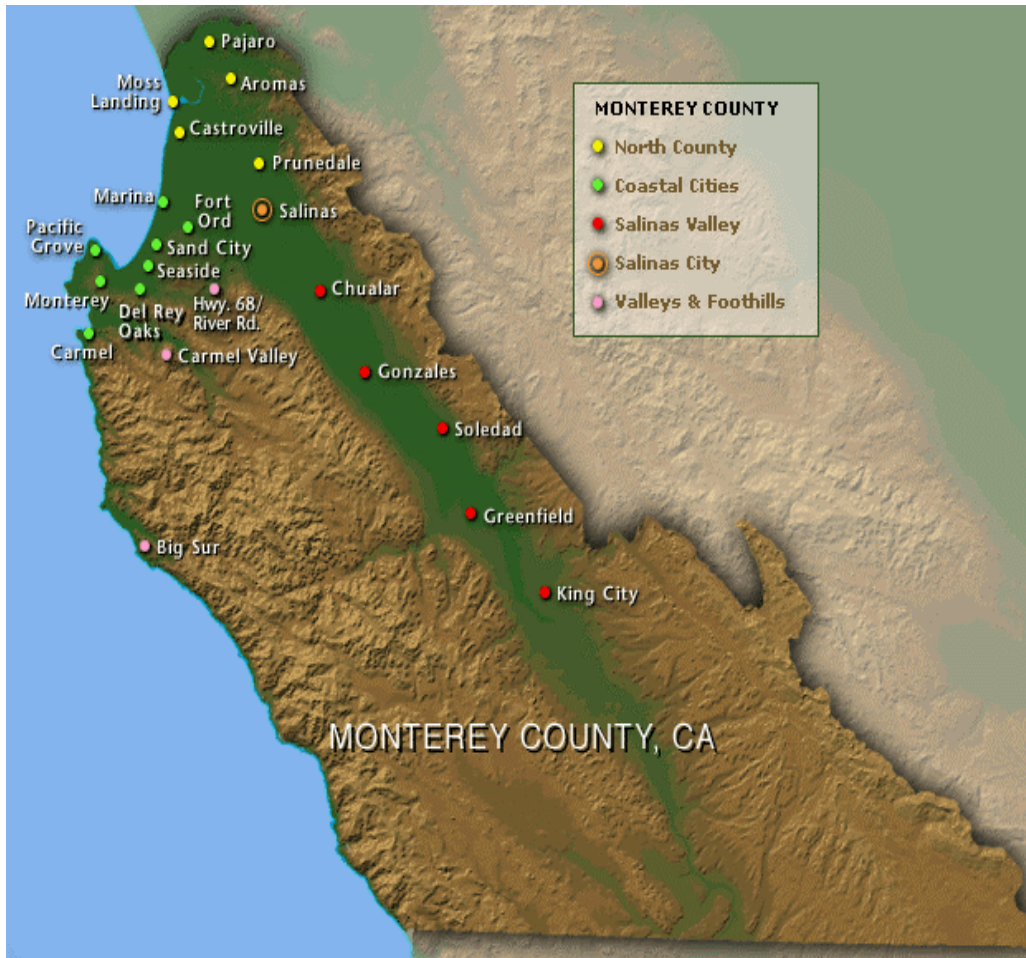 Pajaro
Aromas
Moss
Landing
Castroville
Prunedale
Marina
Fort
Ord
Salinas
Pacific
Grove
Sand City
Seaside
Monterey
Del Rey
Oaks
Hwy. 68/
River Rd.
Chualar
Carmel
Carmel Valley
Gonzales
Soledad
Greenfield
Big Sur
King City
MONTEREY COUNTY, CA
MONTEREY COUNTY
North County
Coastal Cities
Salinas Valley
Salinas City
Valleys & Foothills